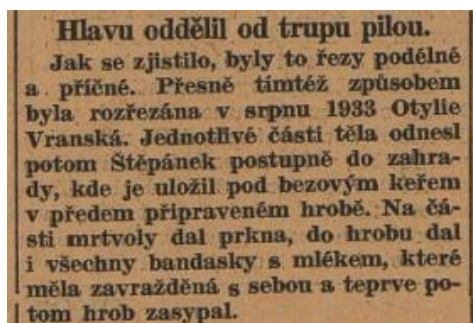 Hlavu oddělil od trupu pilou.
Jak se zjistilo, byly to řezy podélné
a příčné. Přesně tímtéž způsobem
byla rozřezána v srpnu 1933 Otylie
Vranská. Jednotlivé části těla odnesl
potom Štěpánek postupně do zahra-
dy, kde je uložil pod bezovým keřem
v předem připraveném hrobě. Na čá-
sti mrtvoly dal prkna, do hrobu dal
i všechny bandasky s mlékem, které
měla zavražděná s sebou a teprve po-
tom hrob zasypal.